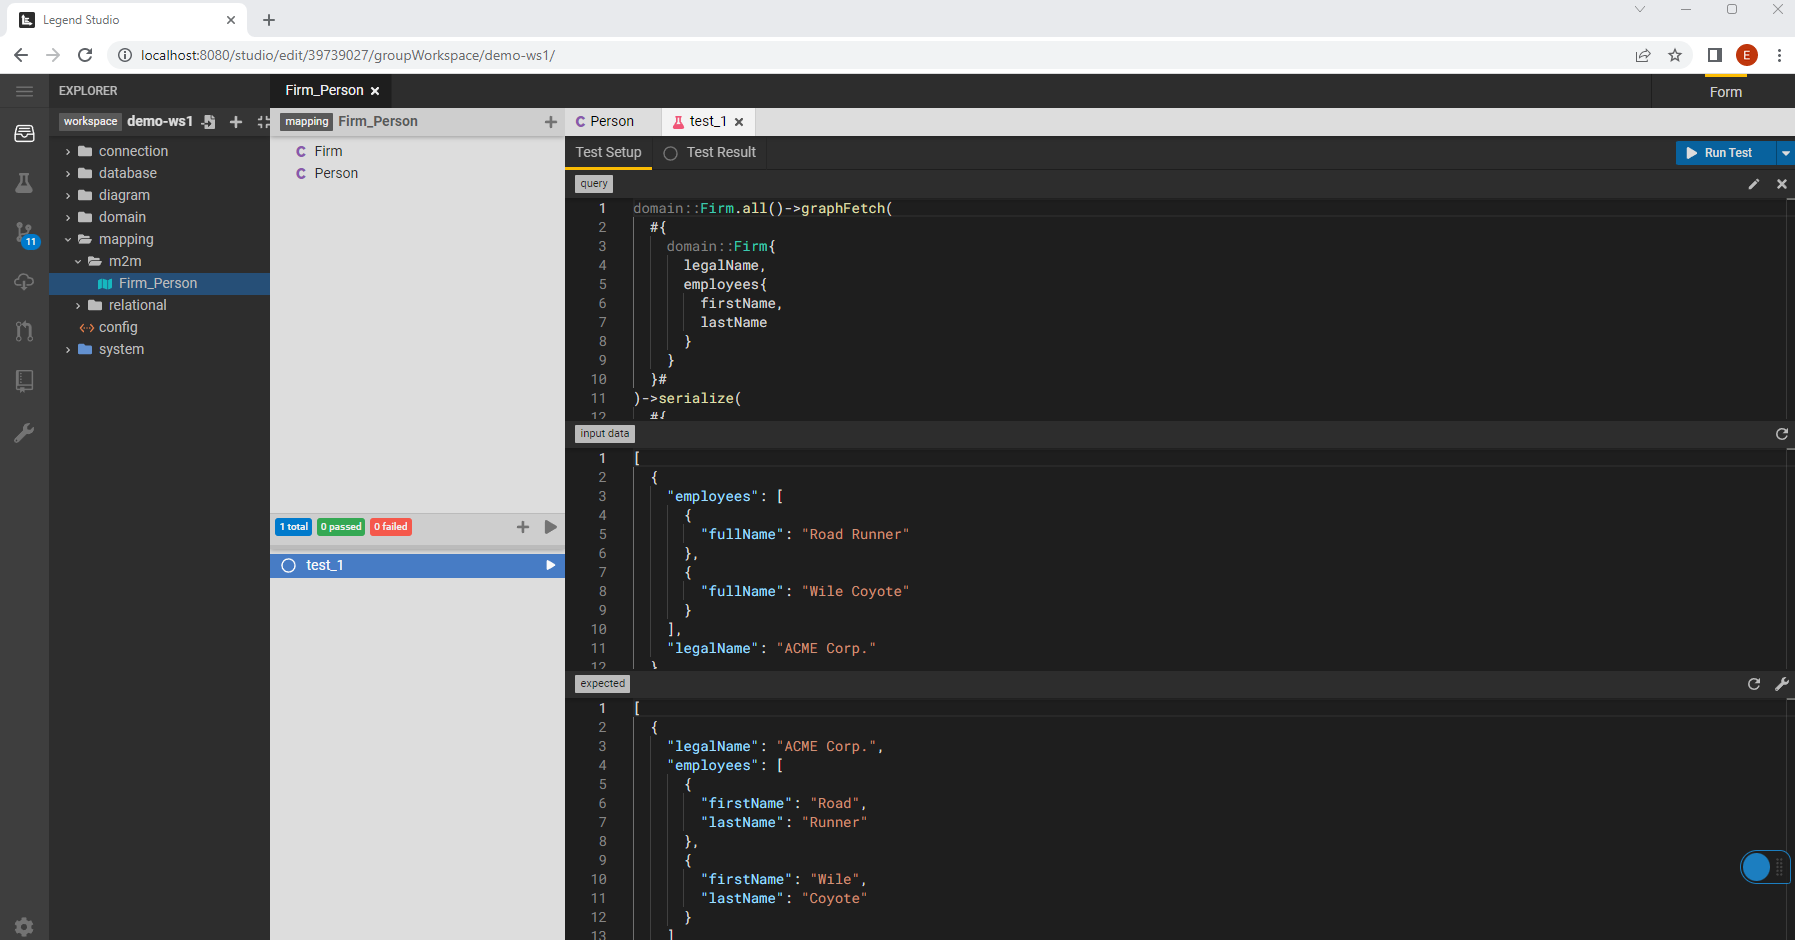 Legend Studio
localhost:8080/studio/edit/39739027/groupWorkspace/demo-ws1/
E
EXPLORER
Firm_Person
Form
workspace demo-ws1
mapping Firm_Person
Person
test_1
connection
database
diagram
domain
mapping
m2m
Firm_Person
relational
config
system
11
Firm
Person
1 total
0 passed
0 failed
test_1
Test Setup
Test Result
Run Test
query
1 domain::Firm.all()->graphFetch(
2 #{
3 domain::Firm{
4 legalName,
5 employees{
6 firstName,
7 lastName
8 }
9 }
10 }#
11 )->serialize(
12 #{
input data
1 [
2 {
3 "employees": [
4 {
5 "fullName": "Road Runner"
6 },
7 {
8 "fullName": "Wile Coyote"
9 }
10 ],
11 "legalName": "ACME Corp."
12 }
expected
1 [
2 {
3 "legalName": "ACME Corp.",
4 "employees": [
5 {
6 "firstName": "Road",
7 "lastName": "Runner"
8 },
9 {
10 "firstName": "Wile",
11 "lastName": "Coyote"
12 }
13 ]